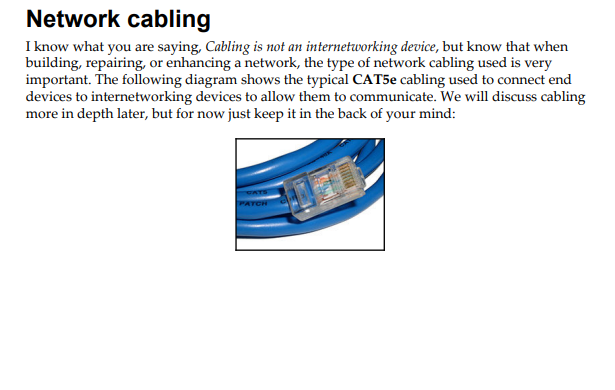 Network cabling
I know what you are saying, Cabling is not an internetworking device, but know that when
building, repairing, or enhancing a network, the type of network cabling used is very
important. The following diagram shows the typical CAT5e cabling used to connect end
devices to internetworking devices to allow them to communicate. We will discuss cabling
more in depth later, but for now just keep it in the back of your mind:
CAT5
PATCH